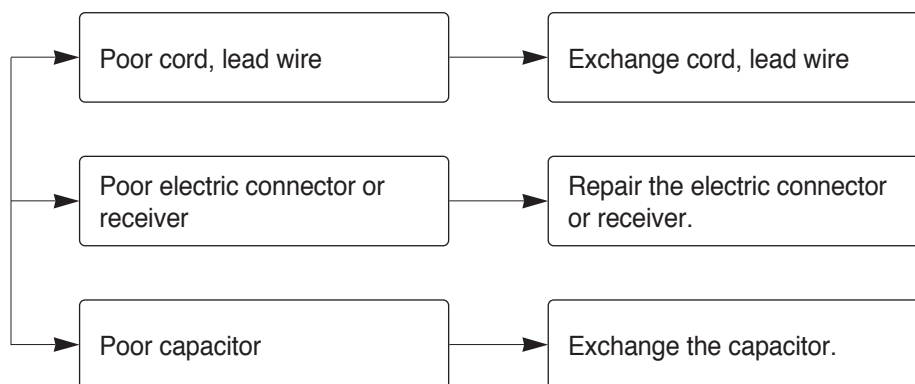 Poor cord, lead wire
Exchange cord, lead wire
Poor electric connector or
receiver
Repair the electric connector
or receiver.
Poor capacitor
Exchange the capacitor.